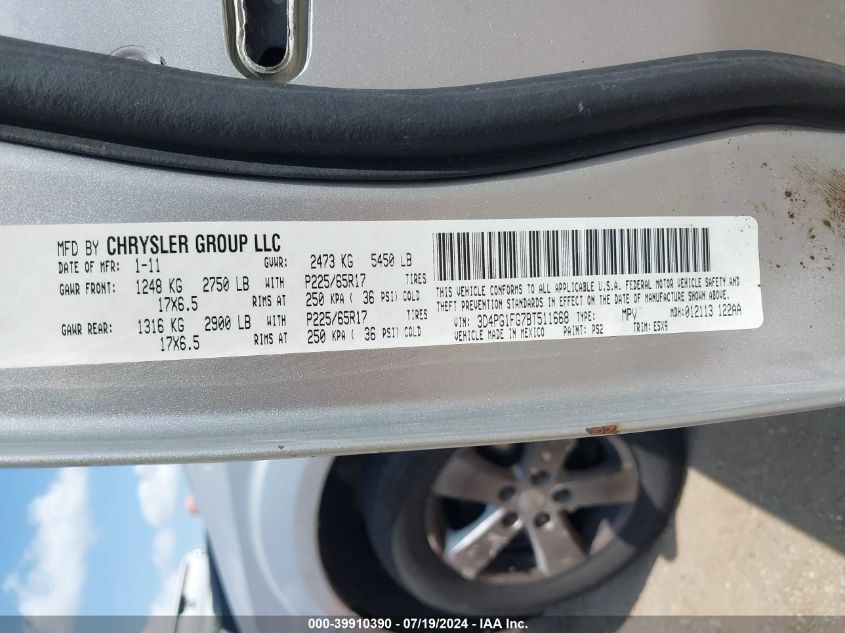 MFD BY CHRYSLER GROUP LLC
DATE OF MFR: 1-11 GVWR: 2473 KG 5450 LB
GAWR FRONT: 1248 KG 2750 LB WITH P225/65R17 TIRES
17X6.5 RIMS AT 250 KPA ( 36 PSI) COLD
GAWR REAR: 1316 KG 2900 LB WITH P225/65R17 TIRES
17X6.5 RIMS AT 250 KPA ( 36 PSI) COLD
THIS VEHICLE CONFORMS TO ALL APPLICABLE U.S.A. FEDERAL MOTOR VEHICLE SAFETY AND
THEFT PREVENTION STANDARDS IN EFFECT ON THE DATE OF MANUFACTURE SHOWN ABOVE.
VIN: 3D4PG1FG7BT511668 TYPE: MPV MDH: 012113 122AA
VEHICLE MADE IN MEXICO PAINT: PS2 TRIM: E5X9
000-39910390 - 07/19/2024 - IAA Inc.